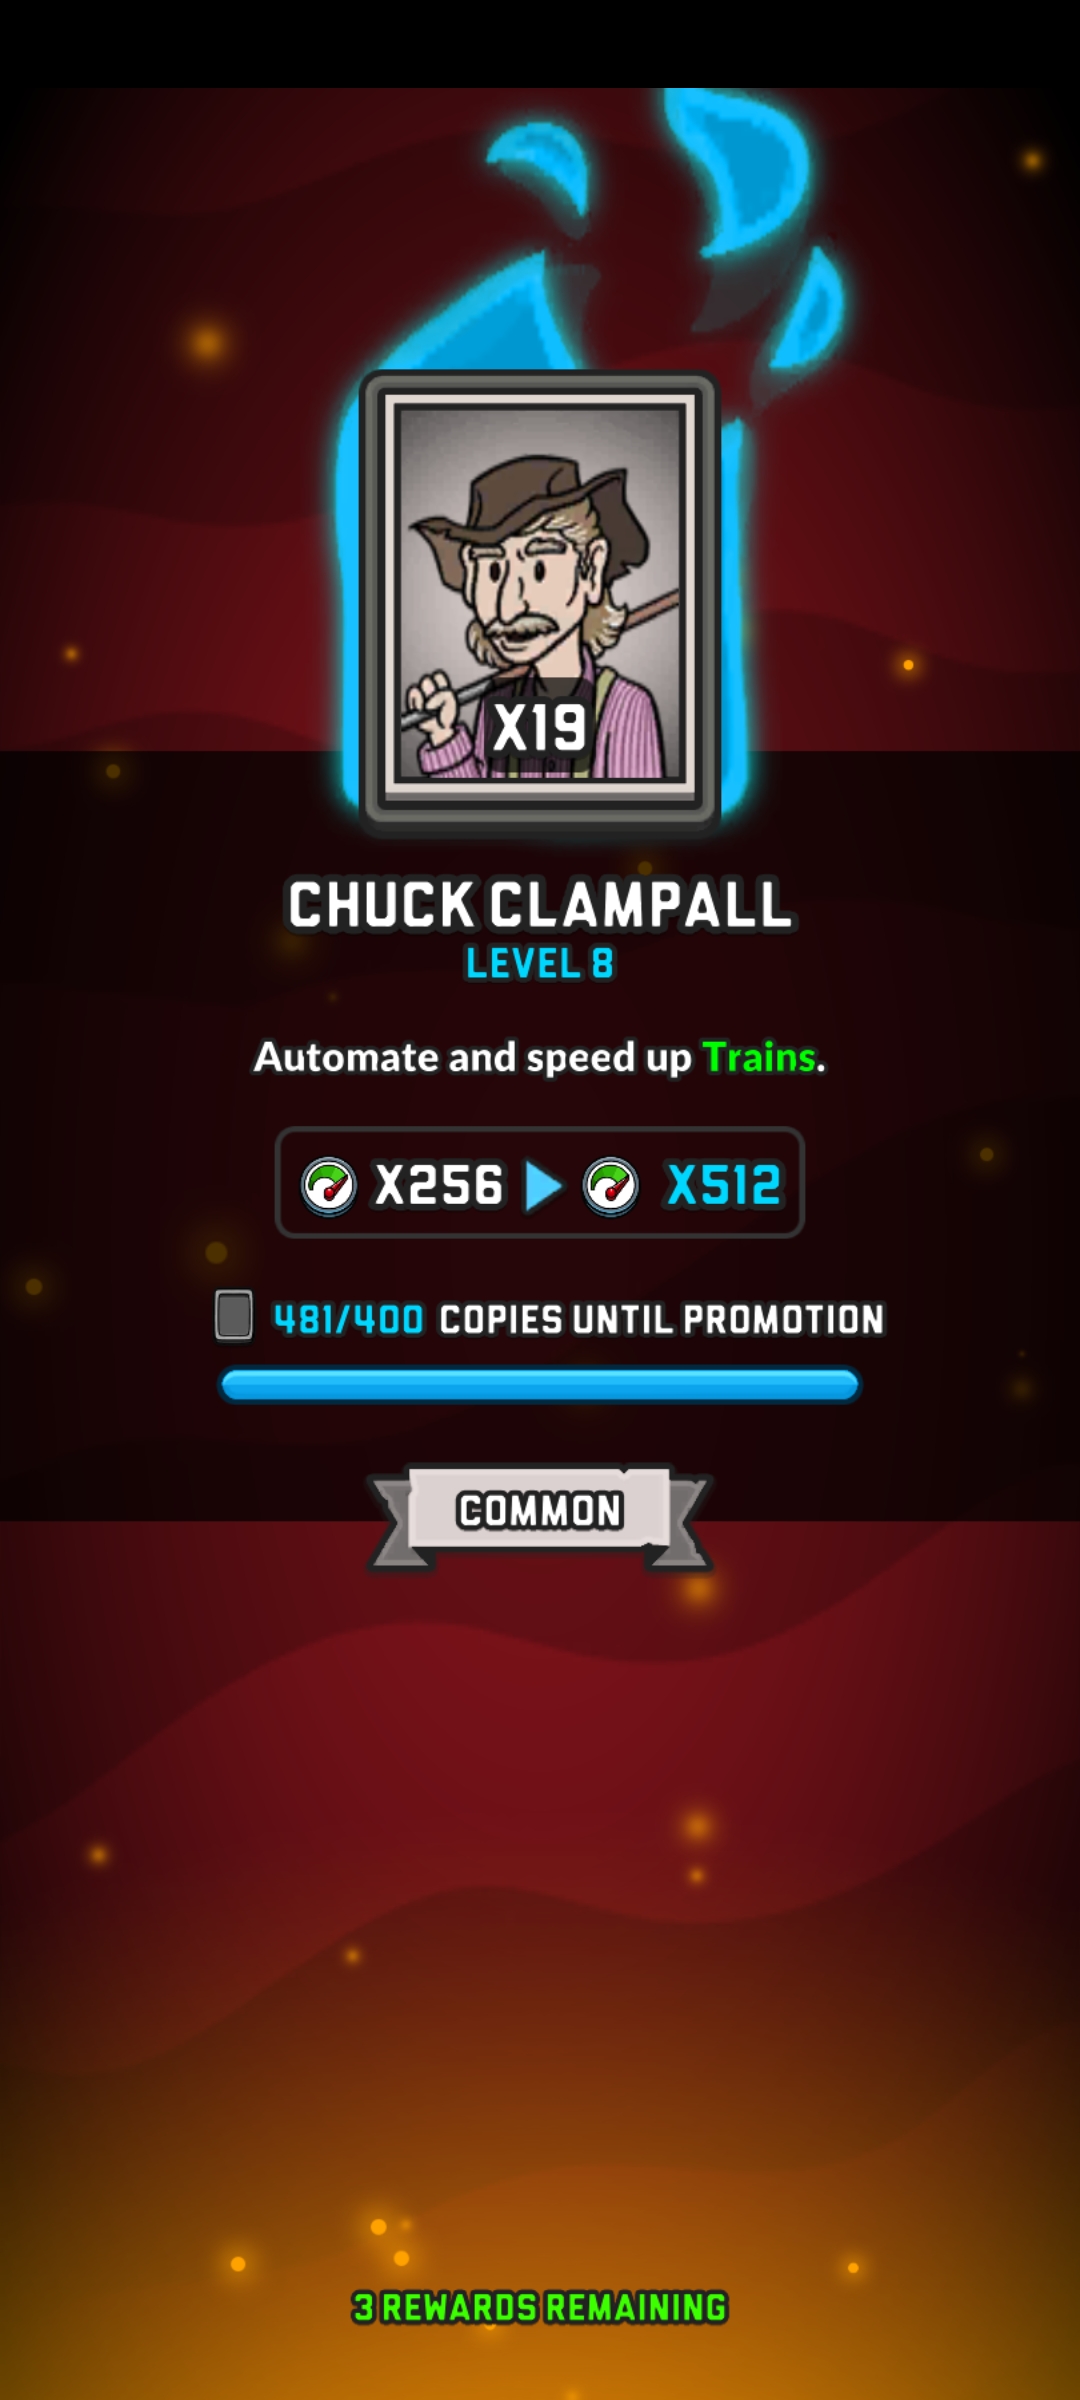 X19
CHUCK CLAMPALL
LEVEL 8
Automate and speed up Trains.
X256 X512
481/400 COPIES UNTIL PROMOTION
COMMON
3 REWARDS REMAINING